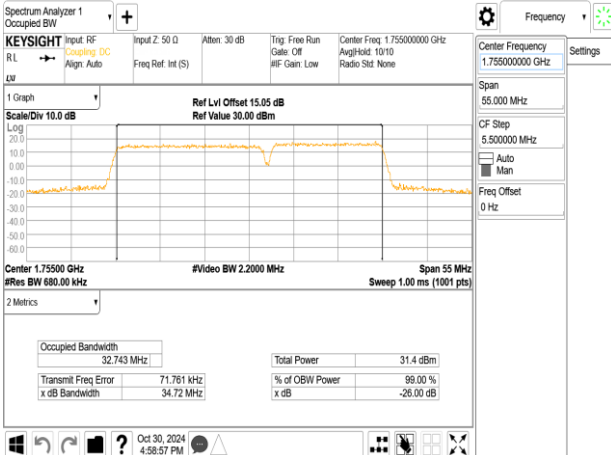 Spectrum Analyzer 1
Occupied BW
+
Frequency
KEYSIGHT
Input: RF
Coupling: DC
Align: Auto
Input Z: 50 Ω
Freq Ref: Int (S)
Atten: 30 dB
Trig: Free Run
Gate: Off
#IF Gain: Low
Center Freq: 1.755000000 GHz
Avg|Hold: 10/10
Radio Std: None
RL
LXI
Center Frequency
1.755000000 GHz
Settings
Span
55.000 MHz
CF Step
5.500000 MHz
Auto
Man
Freq Offset
0 Hz
1 Graph
Scale/Div 10.0 dB
Ref Lvl Offset 15.05 dB
Ref Value 30.00 dBm
Log
20.0
10.0
0.00
-10.0
-20.0
-30.0
-40.0
-50.0
-60.0
Center 1.75500 GHz
#Video BW 2.2000 MHz
Span 55 MHz
#Res BW 680.00 kHz
Sweep 1.00 ms (1001 pts)
2 Metrics
Occupied Bandwidth
32.743 MHz
Total Power 31.4 dBm
Transmit Freq Error 71.761 kHz
% of OBW Power 99.00 %
x dB Bandwidth 34.72 MHz
x dB -26.00 dB
?
Oct 30, 2024
4:58:57 PM